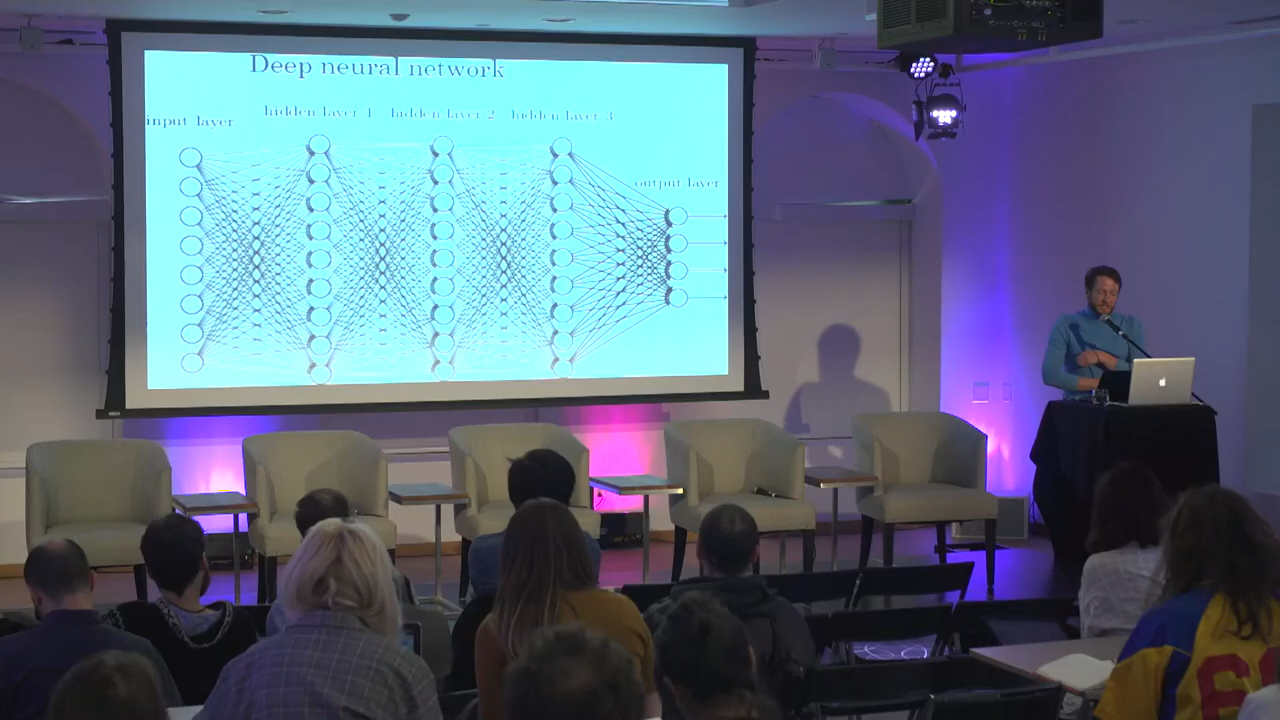 Deep neural network
input layer
hidden layer 1
hidden layer 2
hidden layer 3
output layer